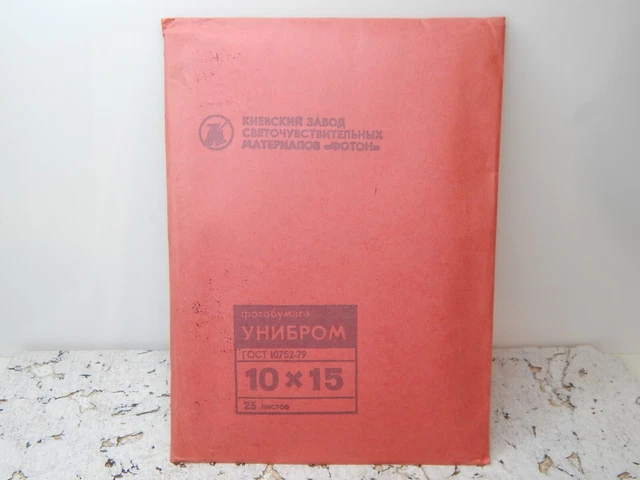 КИЕВСКИЙ ЗАВОД
СВЕТОЧУВСТВИТЕЛЬНЫХ
МАТЕРИАЛОВ «ФОТОН»
фотобумага
УНИБРОМ
ГОСТ 10752-79
10×15
25 листов